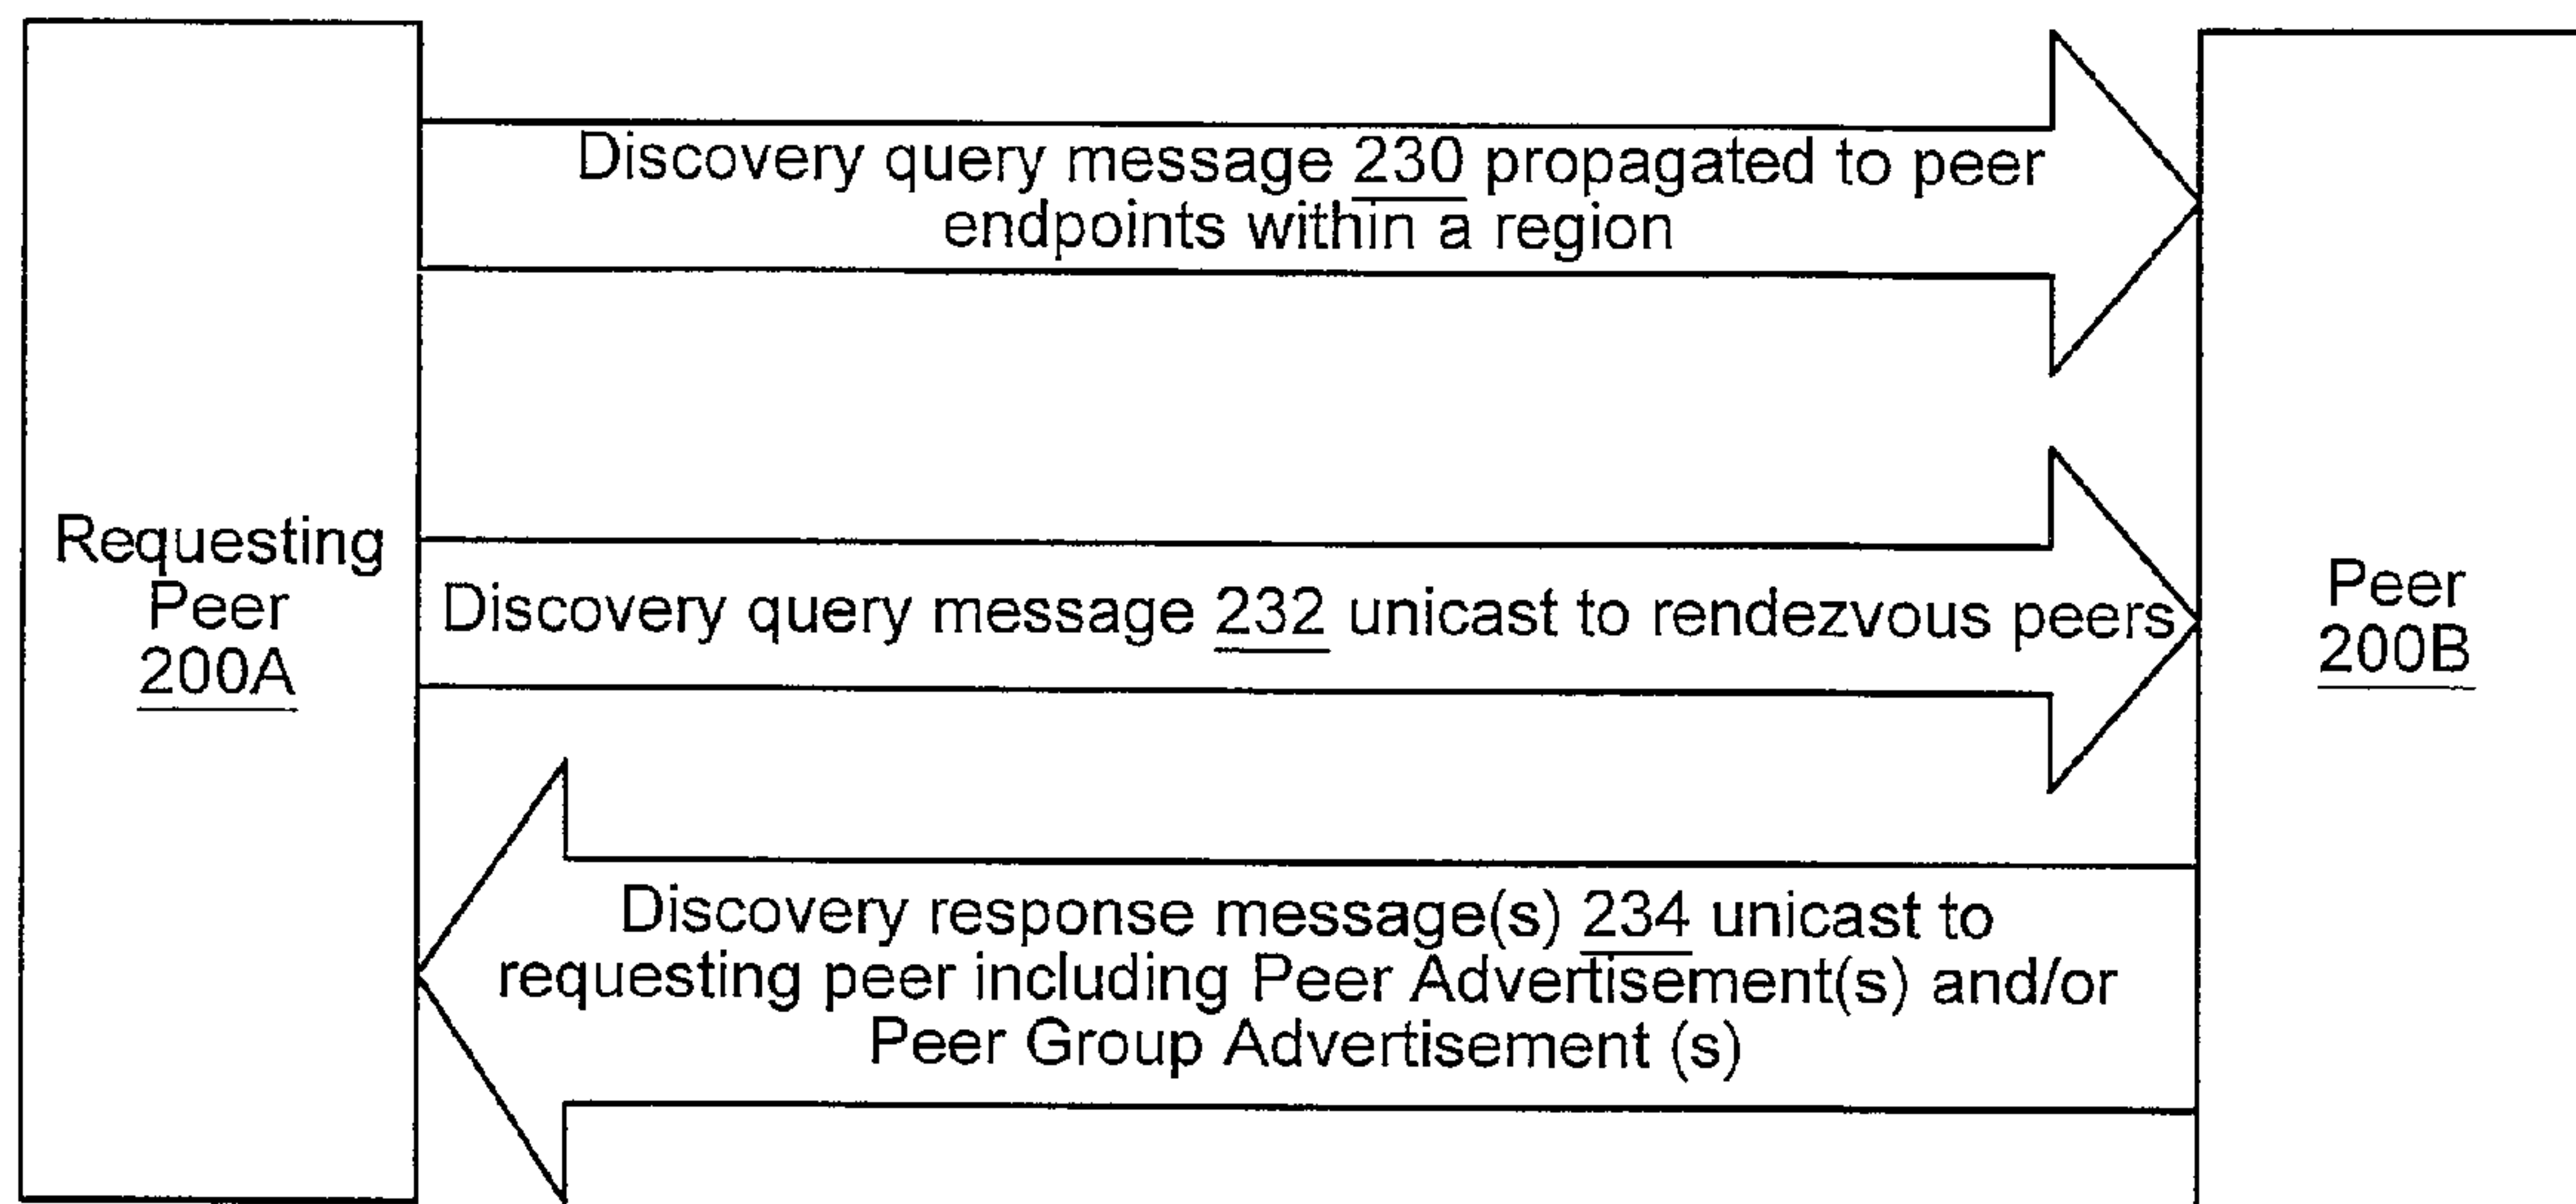 Discovery query message 230 propagated to peer
endpoints within a region
Requesting
Peer
200A
Discovery query message 232 unicast to rendezvous peers
Peer
200B
Discovery response message(s) 234 unicast to
requesting peer including Peer Advertisement(s) and/or
Peer Group Advertisement (s)